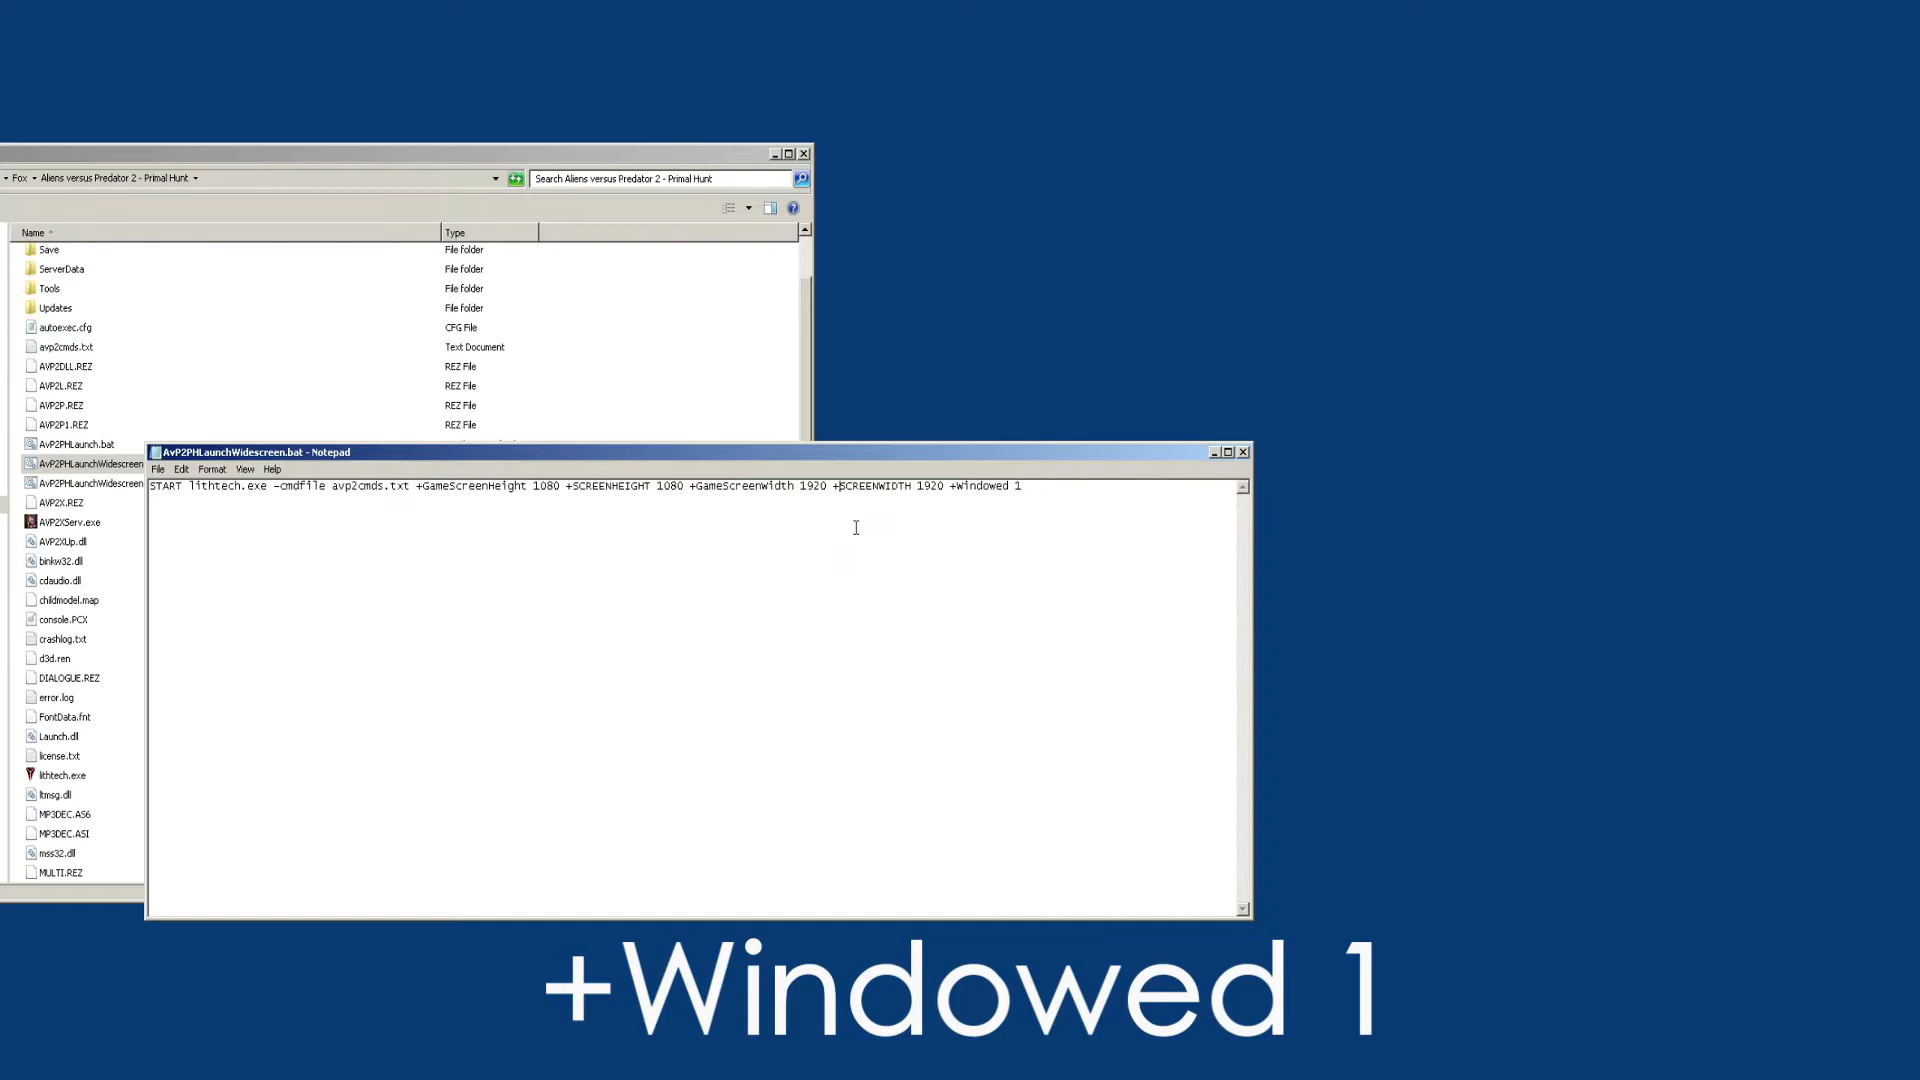 Fox Aliens versus Predator 2 - Primal Hunt
Search Aliens versus Predator 2 - Primal Hunt
Name Type
Save File folder
ServerData File folder
Tools File folder
Updates File folder
autoexec.cfg CFG File
avp2cmds.txt Text Document
AVP2DLL.REZ REZ File
AVP2L.REZ REZ File
AVP2P.REZ REZ File
AVP2P1.REZ REZ File
AvP2PHLaunch.bat
AvP2PHLaunchWidescreen
AvP2PHLaunchWidescreen
AVP2X.REZ
AVP2XServ.exe
AVP2XUp.dll
binkw32.dll
cdaudio.dll
childmodel.map
console.PCX
crashlog.txt
d3d.ren
DIALOGUE.REZ
error.log
FontData.fnt
Launch.dll
license.txt
lithtech.exe
ltmsg.dll
MP3DEC.AS6
MP3DEC.ASI
mss32.dll
MULTI.REZ
AvP2PHLaunchWidescreen.bat - Notepad
File Edit Format View Help
START lithtech.exe -cmdfile avp2cmds.txt +GameScreenHeight 1080 +SCREENHEIGHT 1080 +GameScreenWidth 1920 +SCREENWIDTH 1920 +Windowed 1
+Windowed 1